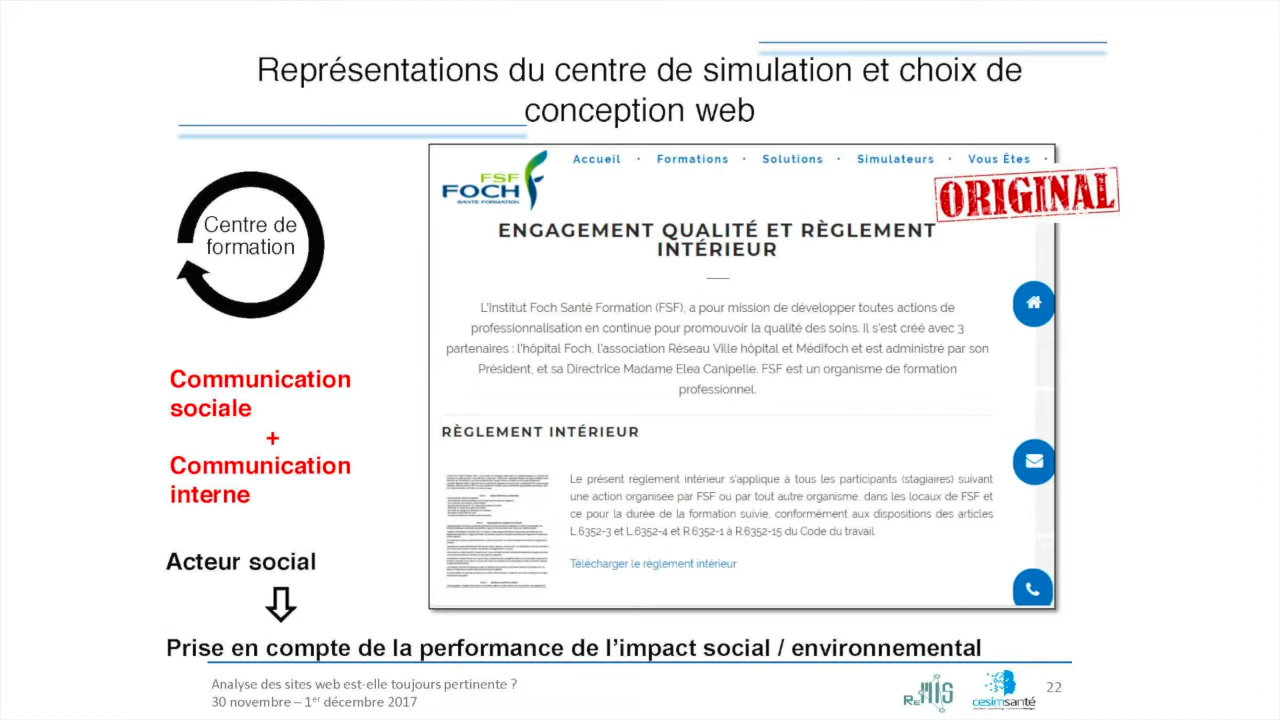 Représentations du centre de simulation et choix de
conception web
Centre de
formation
Communication
sociale
+
Communication
interne
Acteur social
Prise en compte de la performance de l'impact social / environnemental
FSF
FOCH
SANTE FORMATION
Accueil · Formations · Solutions · Simulateurs · Vous Êtes ·
ORIGINAL
ENGAGEMENT QUALITÉ ET RÈGLEMENT
INTÉRIEUR
L'Institut Foch Santé Formation (FSF), a pour mission de développer toutes actions de
professionnalisation en continue pour promouvoir la qualité des soins. Il s'est créé avec 3
partenaires : l'hôpital Foch, l'association Réseau Ville hôpital et Médifoch et est administré par son
Président, et sa Directrice Madame Elea Canipelle. FSF est un organisme de formation
professionnel.
RÈGLEMENT INTÉRIEUR
Le présent règlement intérieur s'applique à tous les participants (stagiaires) suivant
une action organisée par FSF ou par tout autre organisme, dans les locaux de FSF et
ce pour la durée de la formation suivie, conformément aux dispositions des articles
L.6352-3 et L.6352-4 et R.6352-1 à R.6352-15 du Code du travail.
Télécharger le règlement intérieur
Analyse des sites web est-elle toujours pertinente ?
30 novembre – 1er décembre 2017
ReMIS
cesimsanté
22